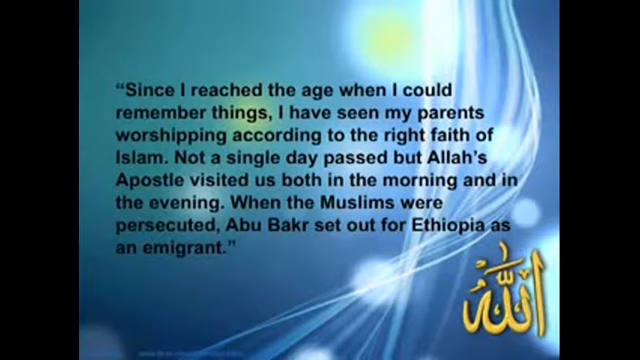 “Since I reached the age when I could
remember things, I have seen my parents
worshipping according to the right faith of
Islam. Not a single day passed but Allah’s
Apostle visited us both in the morning and in
the evening. When the Muslims were
persecuted, Abu Bakr set out for Ethiopia as
an emigrant.”
الله